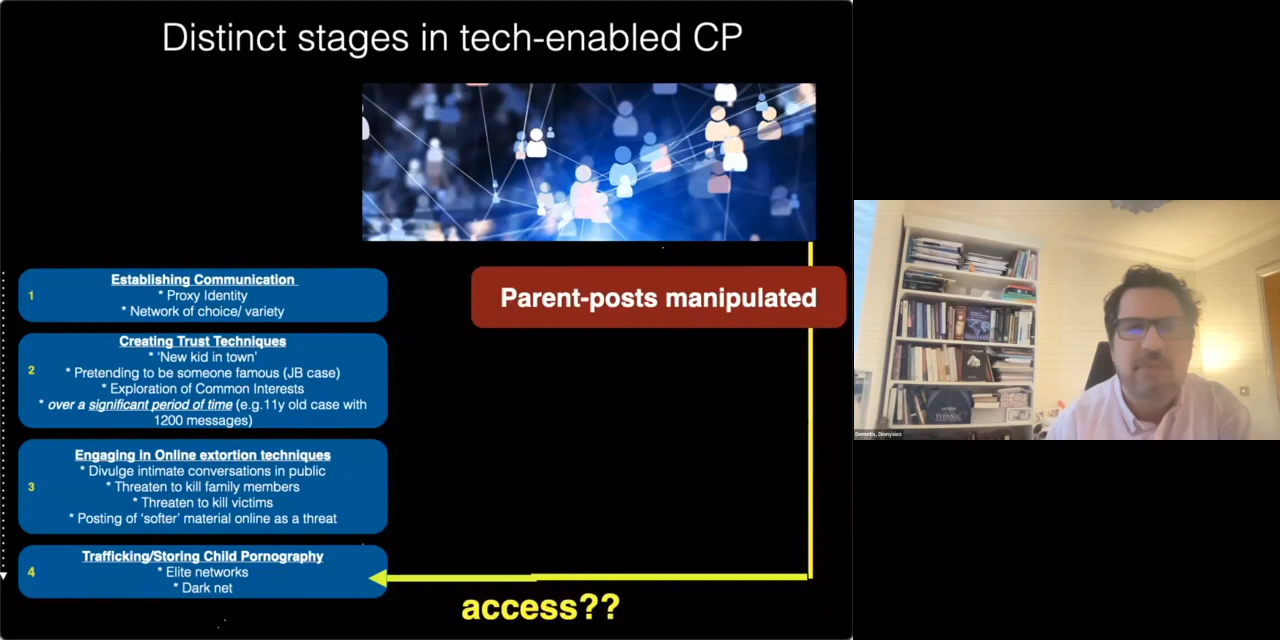 Distinct stages in tech-enabled CP
1
Establishing Communication
* Proxy Identity
* Network of choice/ variety
Parent-posts manipulated
2
Creating Trust Techniques
* 'New kid in town'
* Pretending to be someone famous (JB case)
* Exploration of Common Interests
* over a significant period of time (e.g.11y old case with
1200 messages)
3
Engaging in Online extortion techniques
* Divulge intimate conversations in public
* Threaten to kill family members
* Threaten to kill victims
* Posting of 'softer' material online as a threat
4
Trafficking/Storing Child Pornography
* Elite networks
* Dark net
access??
TITANIC
Demetis, Dionysios